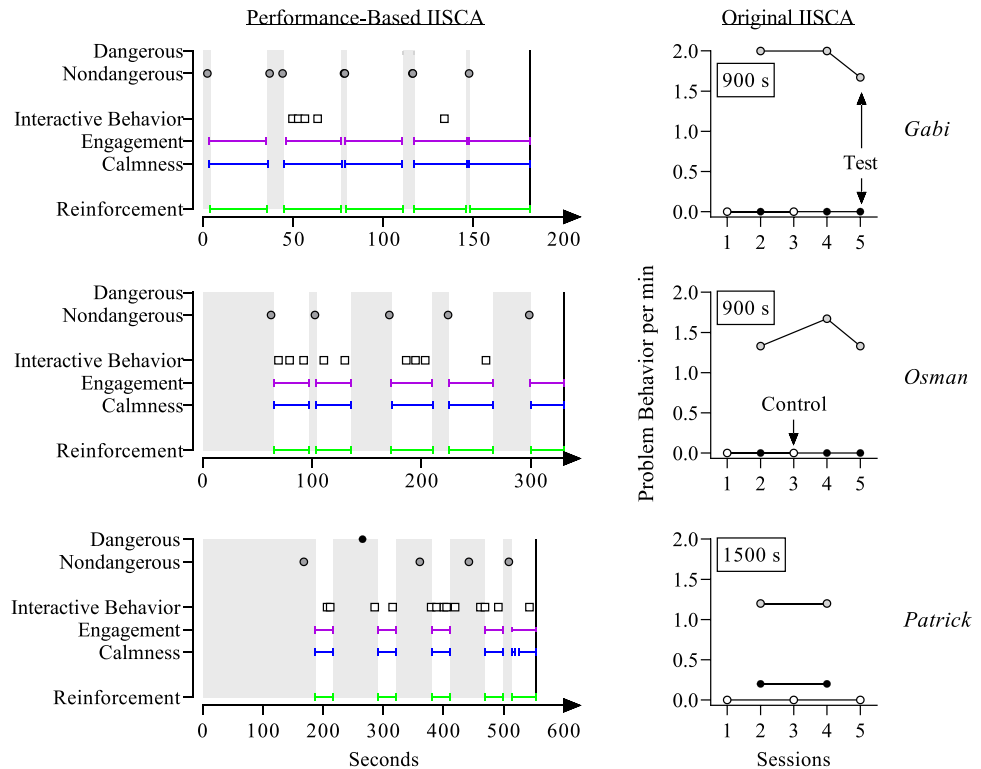 Performance-Based IISCA
Original IISCA
Dangerous
Nondangerous
Interactive Behavior
Engagement
Calmness
Reinforcement
0 50 100 150 200
2.0
1.5
1.0
0.5
0.0
900 s
Test
1 2 3 4 5
Gabi
Dangerous
Nondangerous
Interactive Behavior
Engagement
Calmness
Reinforcement
0 100 200 300
Problem Behavior per min
2.0
1.5
1.0
0.5
0.0
900 s
Control
1 2 3 4 5
Osman
Dangerous
Nondangerous
Interactive Behavior
Engagement
Calmness
Reinforcement
0 100 200 300 400 500 600
Seconds
2.0
1.5
1.0
0.5
0.0
1500 s
1 2 3 4 5
Sessions
Patrick